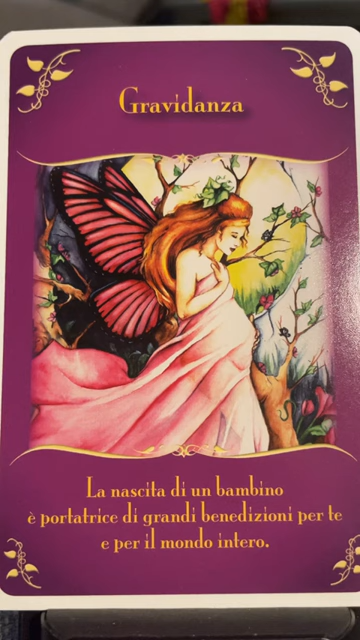 Gravidanza
La nascita di un bambino
è portatrice di grandi benedizioni per te
e per il mondo intero.